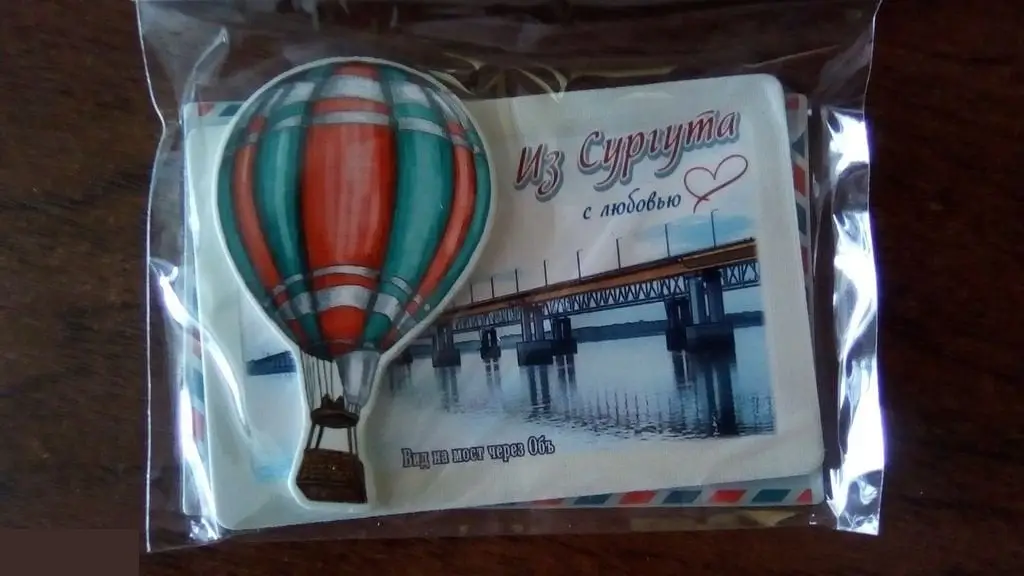 Из Сургута
с любовью
Вид на мост через Обь